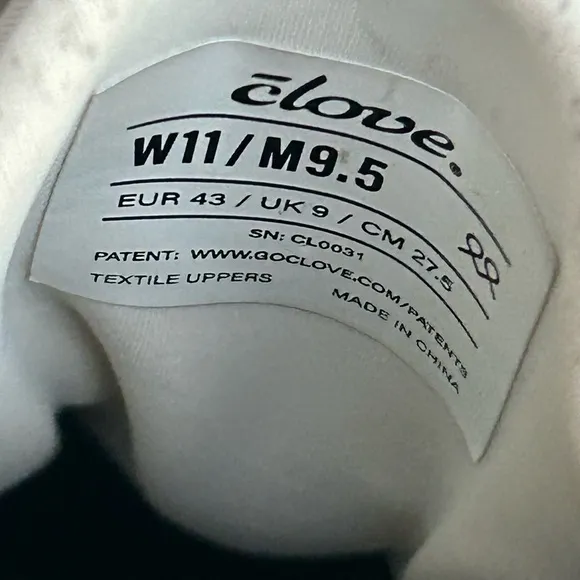 clove.
W11/M9.5
EUR 43 / UK 9 / CM 27.5
SN: CL0031
PATENT: WWW.GOCLOVE.COM/PATENTS
TEXTILE UPPERS
MADE IN CHINA